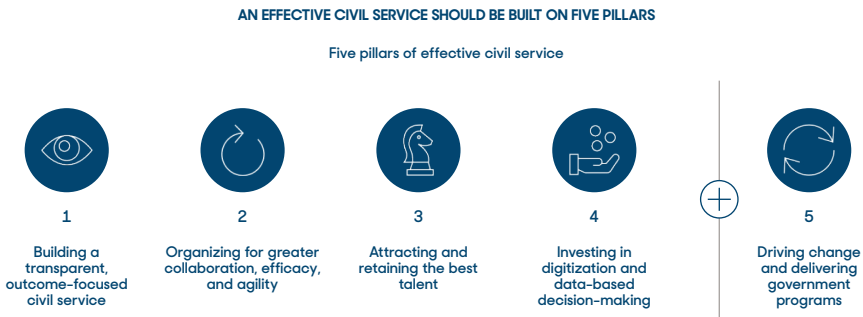 AN EFFECTIVE CIVIL SERVICE SHOULD BE BUILT ON FIVE PILLARS
Five pillars of effective civil service
1
Building a
transparent,
outcome-focused
civil service
2
Organizing for greater
collaboration, efficacy,
and agility
3
Attracting and
retaining the best
talent
4
Investing in
digitization and
data-based
decision-making
5
Driving change
and delivering
government
programs